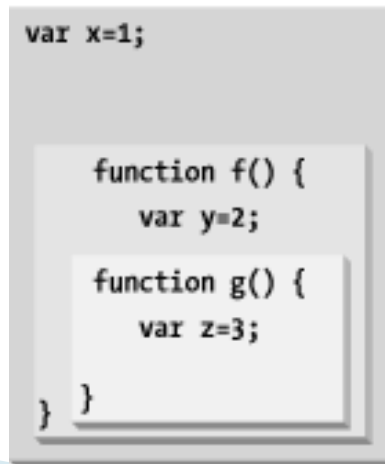 var x=1;
function f() {
var y=2;
function g() {
var z=3;
}
}